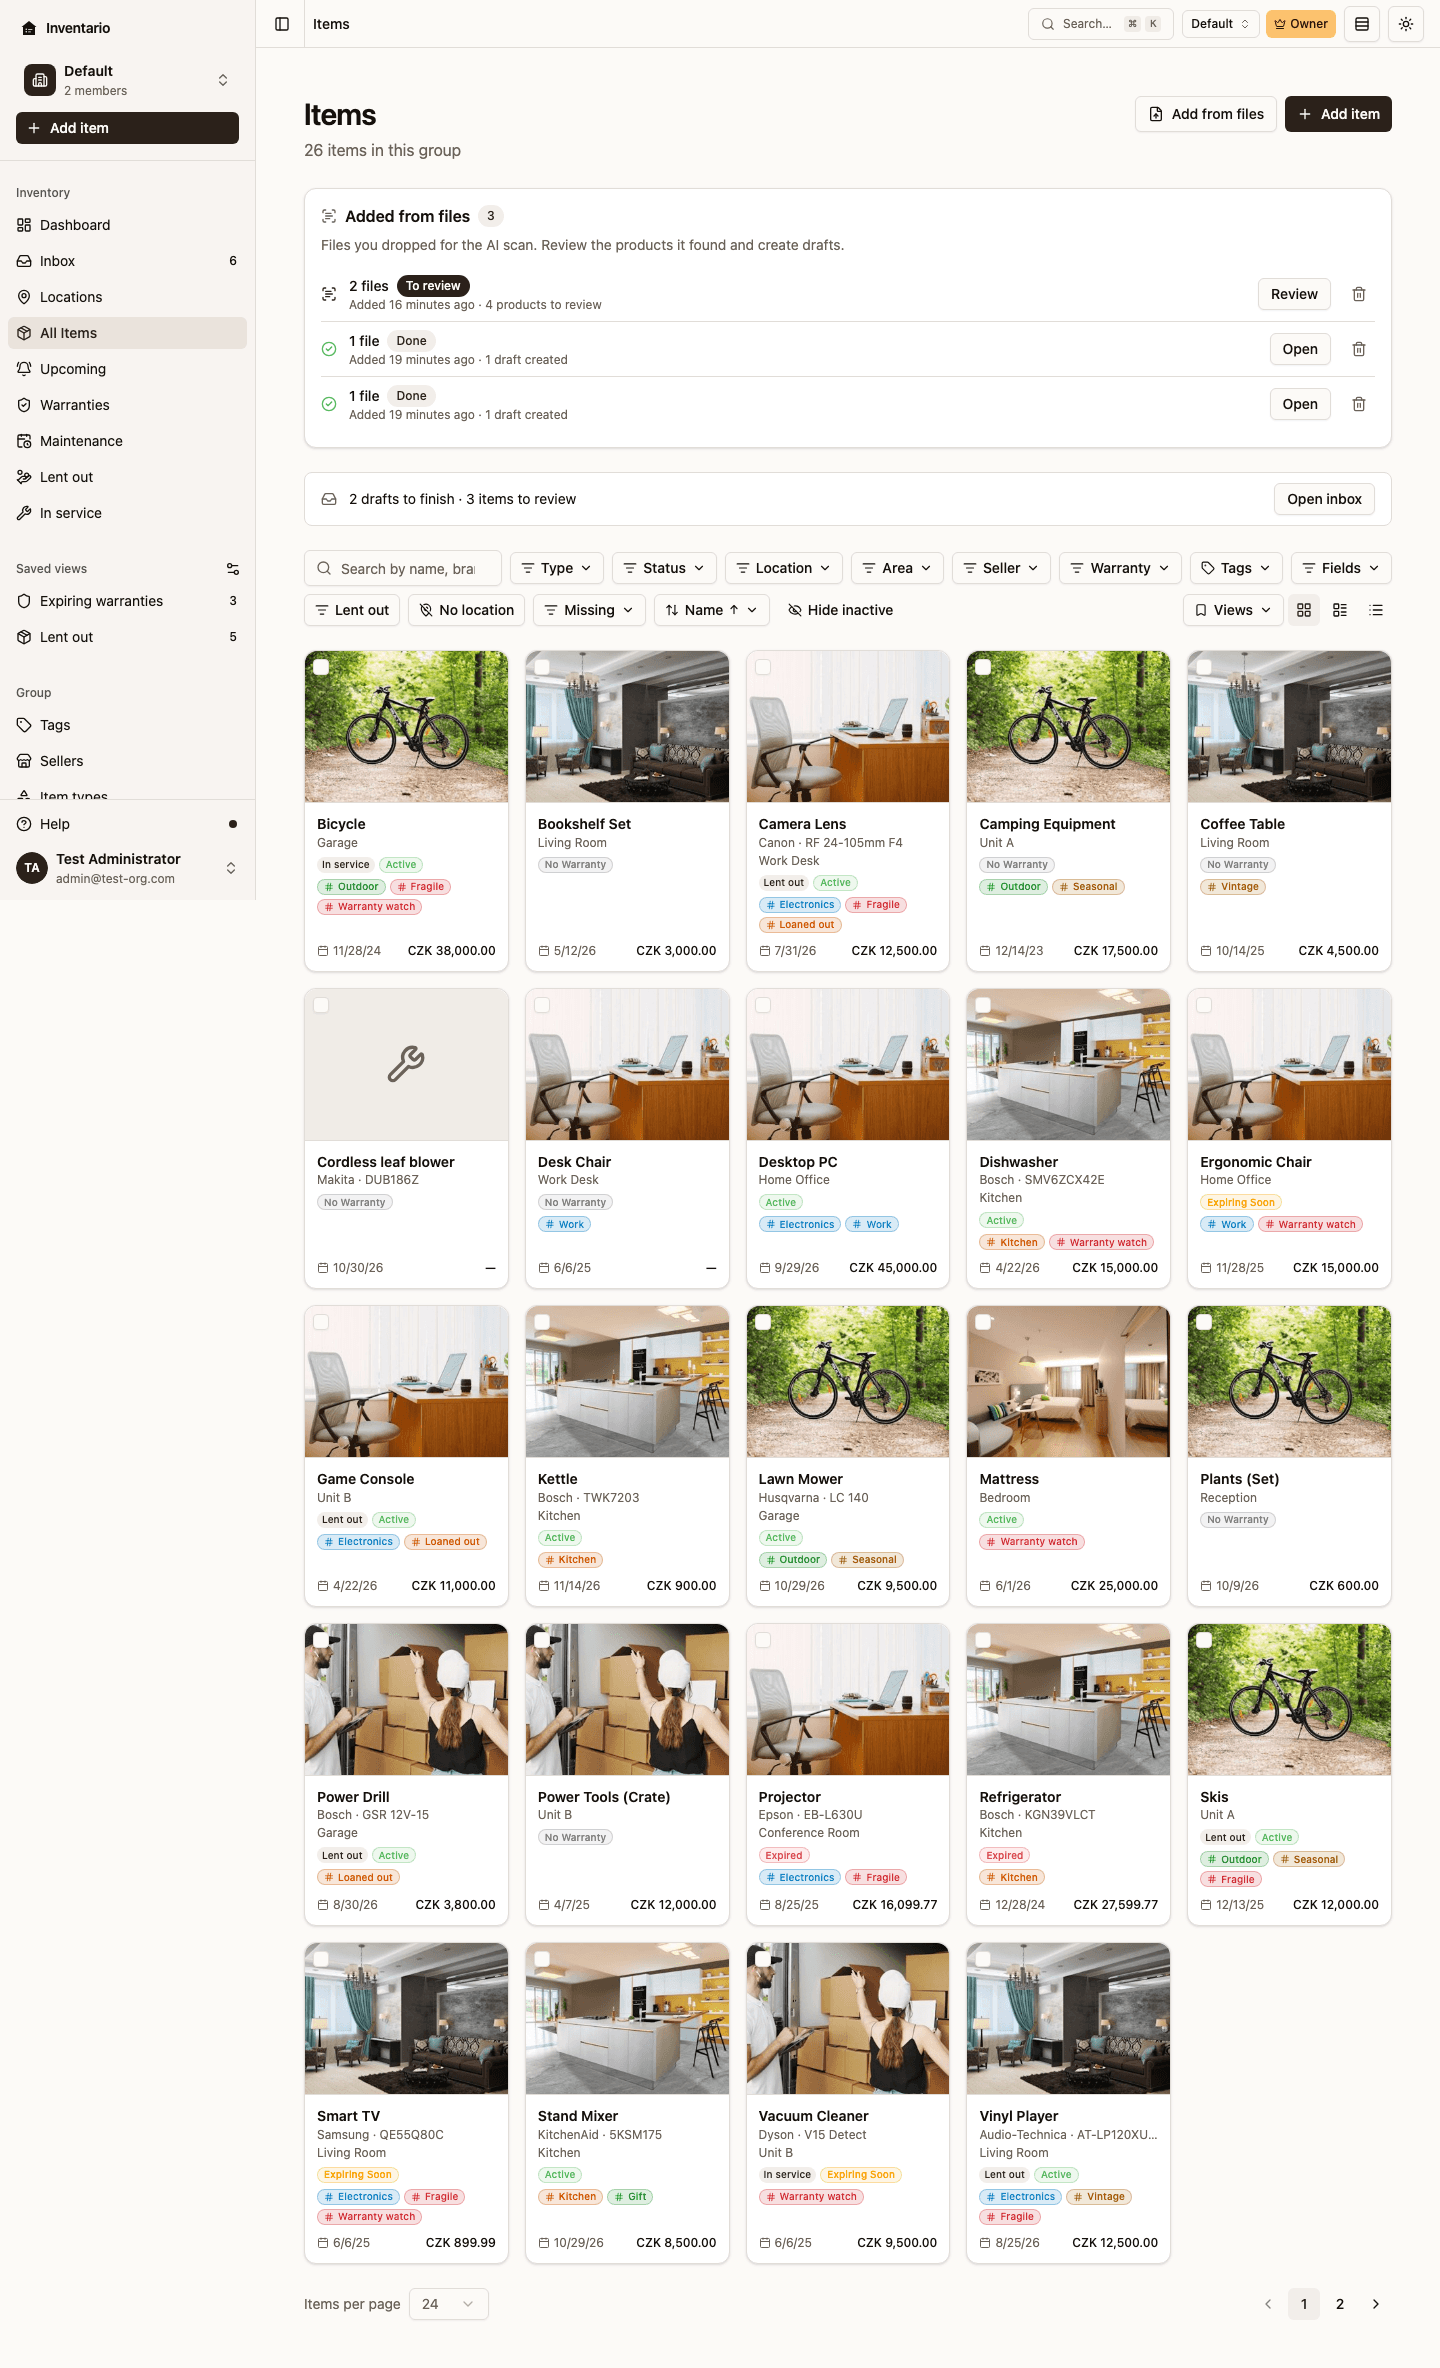 Inventario
Default
2 members
Add item
Inventory
Dashboard
Inbox 6
Locations
All Items
Upcoming
Warranties
Maintenance
Lent out
In service
Saved views
Expiring warranties 3
Lent out 5
Group
Tags
Sellers
Item types
Help
TA
Test Administrator
admin@test-org.com
Items
Search... ⌘ K
Default
Owner
Items
26 items in this group
Add from files
Add item
Added from files 3
Files you dropped for the AI scan. Review the products it found and create drafts.
2 files To review
Added 16 minutes ago · 4 products to review
Review
1 file Done
Added 19 minutes ago · 1 draft created
Open
1 file Done
Added 19 minutes ago · 1 draft created
Open
2 drafts to finish · 3 items to review
Open inbox
Search by name, bra
Type
Status
Location
Area
Seller
Warranty
Tags
Fields
Lent out
No location
Missing
Name ↑
Hide inactive
Views
Bicycle
Garage
In service Active
# Outdoor # Fragile
# Warranty watch
11/28/24 CZK 38,000.00
Bookshelf Set
Living Room
No Warranty
5/12/26 CZK 3,000.00
Camera Lens
Canon · RF 24-105mm F4
Work Desk
Lent out Active
# Electronics # Fragile
# Loaned out
7/31/26 CZK 12,500.00
Camping Equipment
Unit A
No Warranty
# Outdoor # Seasonal
12/14/23 CZK 17,500.00
Coffee Table
Living Room
No Warranty
# Vintage
10/14/25 CZK 4,500.00
Cordless leaf blower
Makita · DUB186Z
No Warranty
10/30/26 —
Desk Chair
Work Desk
No Warranty
# Work
6/6/25 —
Desktop PC
Home Office
Active
# Electronics # Work
9/29/26 CZK 45,000.00
Dishwasher
Bosch · SMV6ZCX42E
Kitchen
Active
# Kitchen # Warranty watch
4/22/26 CZK 15,000.00
Ergonomic Chair
Home Office
Expiring Soon
# Work # Warranty watch
11/28/25 CZK 15,000.00
Game Console
Unit B
Lent out Active
# Electronics # Loaned out
4/22/26 CZK 11,000.00
Kettle
Bosch · TWK7203
Kitchen
Active
# Kitchen
11/14/26 CZK 900.00
Lawn Mower
Husqvarna · LC 140
Garage
Active
# Outdoor # Seasonal
10/29/26 CZK 9,500.00
Mattress
Bedroom
Active
# Warranty watch
6/1/26 CZK 25,000.00
Plants (Set)
Reception
No Warranty
10/9/26 CZK 600.00
Power Drill
Bosch · GSR 12V-15
Garage
Lent out Active
# Loaned out
8/30/26 CZK 3,800.00
Power Tools (Crate)
Unit B
No Warranty
4/7/25 CZK 12,000.00
Projector
Epson · EB-L630U
Conference Room
Expired
# Electronics # Fragile
8/25/25 CZK 16,099.77
Refrigerator
Bosch · KGN39VLCT
Kitchen
Expired
# Kitchen
12/28/24 CZK 27,599.77
Skis
Unit A
Lent out Active
# Outdoor # Seasonal
# Fragile
12/13/25 CZK 12,000.00
Smart TV
Samsung · QE55Q80C
Living Room
Expiring Soon
# Electronics # Fragile
# Warranty watch
6/6/25 CZK 899.99
Stand Mixer
KitchenAid · 5KSM175
Kitchen
Active
# Kitchen # Gift
10/29/26 CZK 8,500.00
Vacuum Cleaner
Dyson · V15 Detect
Unit B
In service Expiring Soon
# Warranty watch
6/6/25 CZK 9,500.00
Vinyl Player
Audio-Technica · AT-LP120XU...
Living Room
Lent out Active
# Electronics # Vintage
# Fragile
8/25/26 CZK 12,500.00
Items per page 24
1 2